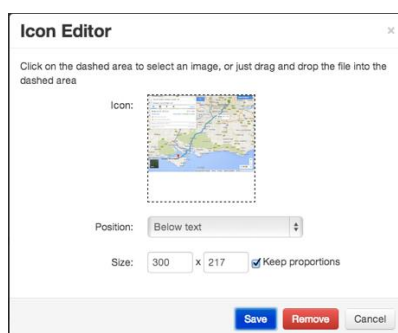 Icon Editor
×
Click on the dashed area to select an image, or just drag and drop the file into the
dashed area
Icon:
Position: Below text
Size: 300 x 217 Keep proportions
Save Remove Cancel